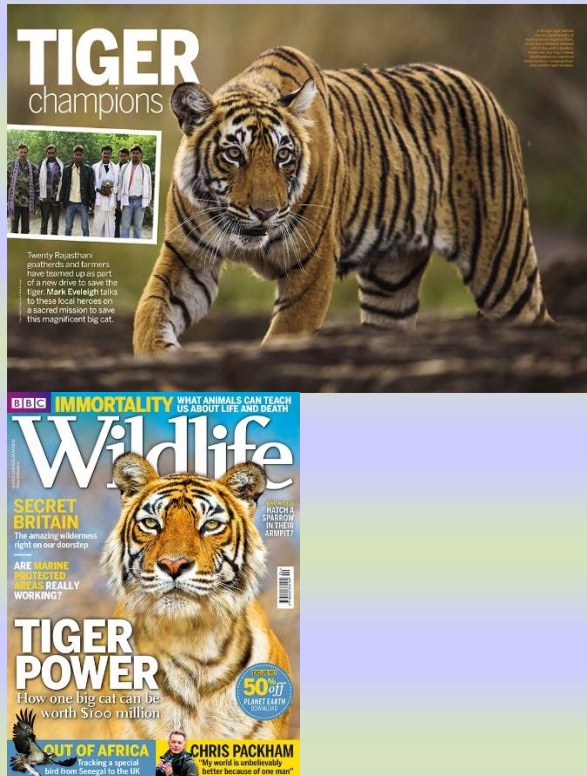 TIGER
champions
Twenty Rajasthani
goatherds and farmers
have teamed up as part
of a new drive to save the
tiger. Mark Eveleigh talks
to these local heroes on
a sacred mission to save
this magnificent big cat.
BBC
IMMORTALITY WHAT ANIMALS CAN TEACH
US ABOUT LIFE AND DEATH
Wildlife
SECRET
BRITAIN
The amazing wilderness
right on our doorstep
HATCH A
SPARROW
IN THEIR
ARMPIT?
ARE MARINE
PROTECTED
AREAS REALLY
WORKING?
TIGER
POWER
How one big cat can be
worth $100 million
50% off
PLANET EARTH
DOWNLOAD
OUT OF AFRICA
Tracking a special
bird from Senegal to the UK
CHRIS PACKHAM
"My world is unbelievably
better because of one man"